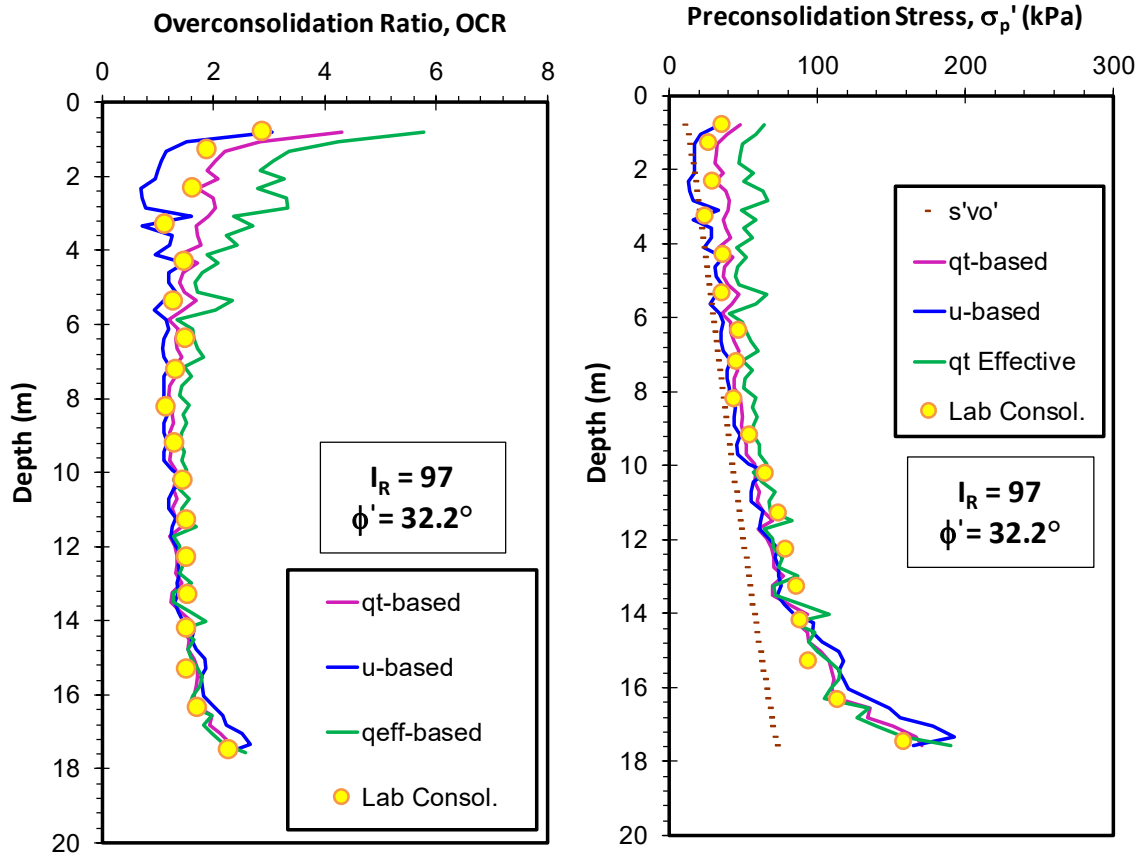 Overconsolidation Ratio, OCR
0 2 4 6 8
0
2
4
6
8
10
12
14
16
18
20
Depth (m)
I_R = 97
ϕ' = 32.2°
qt-based
u-based
qeff-based
Lab Consol.
Preconsolidation Stress, σ_p' (kPa)
0 100 200 300
0
2
4
6
8
10
12
14
16
18
20
Depth (m)
s'vo'
qt-based
u-based
qt Effective
Lab Consol.
I_R = 97
ϕ' = 32.2°